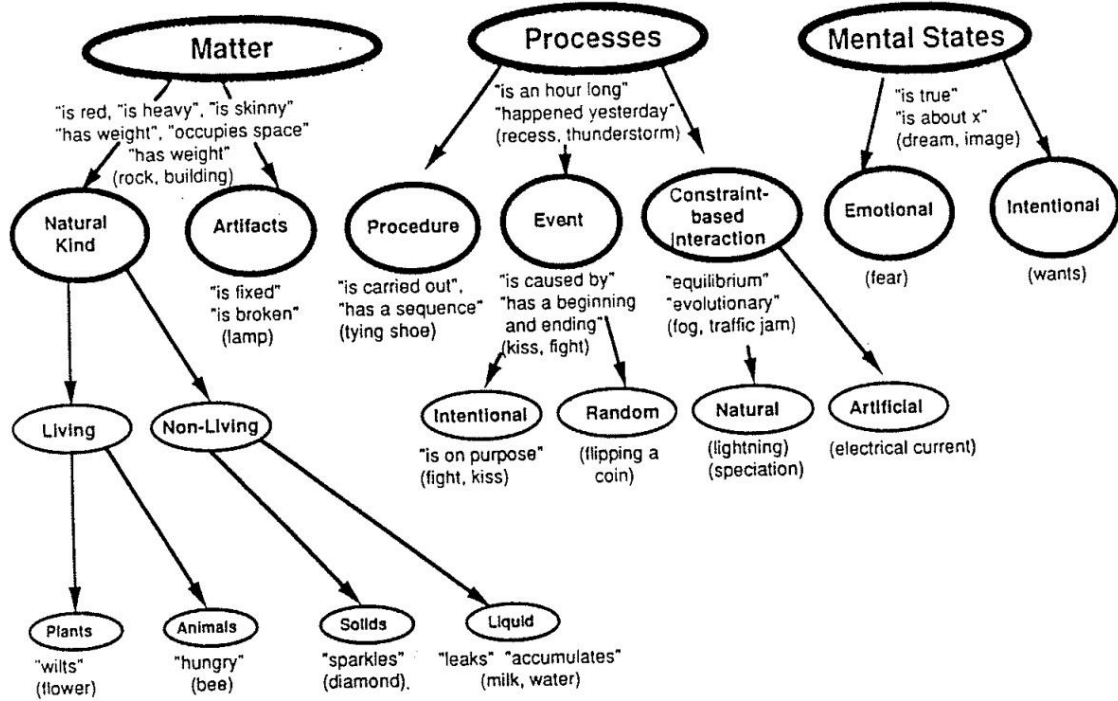 Matter
Processes
Mental States
"is red, "is heavy", "is skinny"
"has weight", "occupies space"
"has weight"
(rock, building)
"is an hour long"
"happened yesterday"
(recess, thunderstorm)
"is true"
"is about x"
(dream, image)
Natural
Kind
Artifacts
Procedure
Event
Constraint-
based
Interaction
Emotional
Intentional
"is fixed"
"is broken"
(lamp)
"is carried out",
"has a sequence"
(tying shoe)
"is caused by"
"has a beginning
and ending"
(kiss, fight)
"equilibrium"
"evolutionary"
(fog, traffic jam)
(fear)
(wants)
Living
Non-Living
Intentional
Random
Natural
Artificial
"is on purpose"
(fight, kiss)
(flipping a
coin)
(lightning)
(speciation)
(electrical current)
Plants
Animals
Solids
Liquid
"wilts"
(flower)
"hungry"
(bee)
"sparkles"
(diamond).
"leaks" "accumulates"
(milk, water)